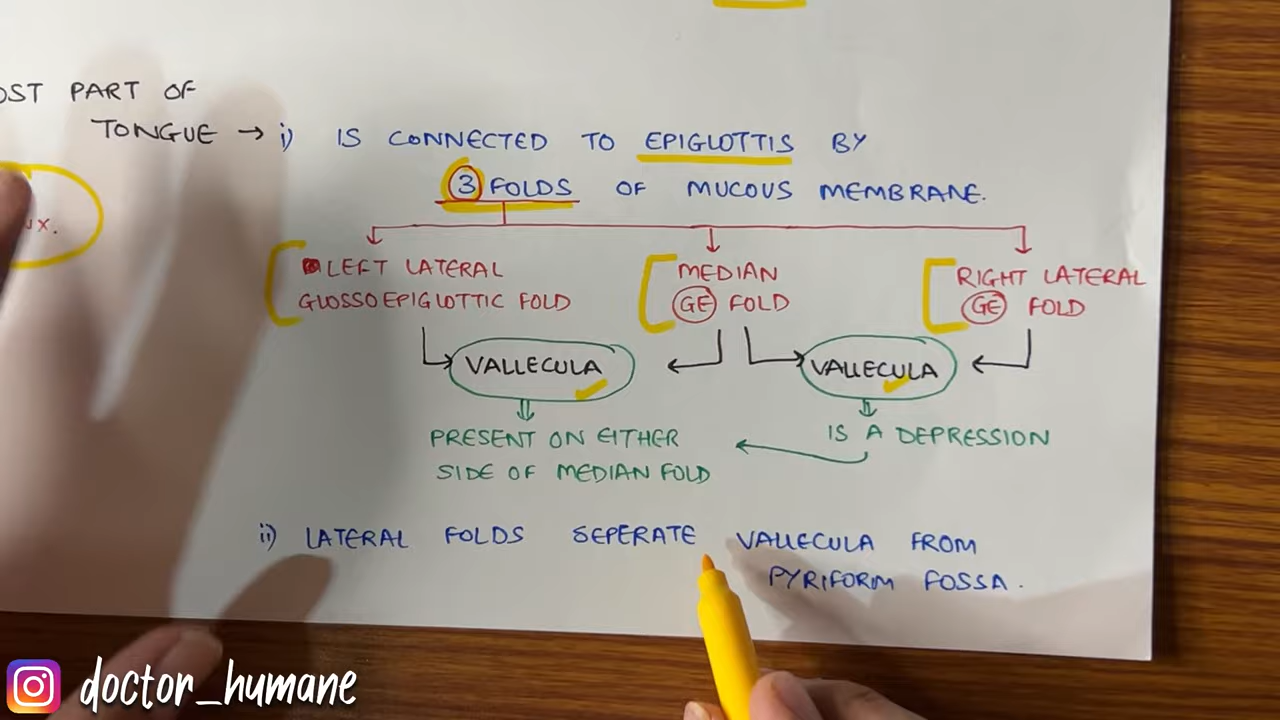 OST PART OF
TONGUE → i) IS CONNECTED TO EPIGLOTTIS BY
3 FOLDS OF MUCOUS MEMBRANE.
LEFT LATERAL
GLOSSOEPIGLOTTIC FOLD
MEDIAN
GE FOLD
RIGHT LATERAL
GE FOLD
VALLECULA
VALLECULA
PRESENT ON EITHER
SIDE OF MEDIAN FOLD
IS A DEPRESSION
ii) LATERAL FOLDS SEPERATE VALLECULA FROM
PYRIFORM FOSSA.
doctor_humane